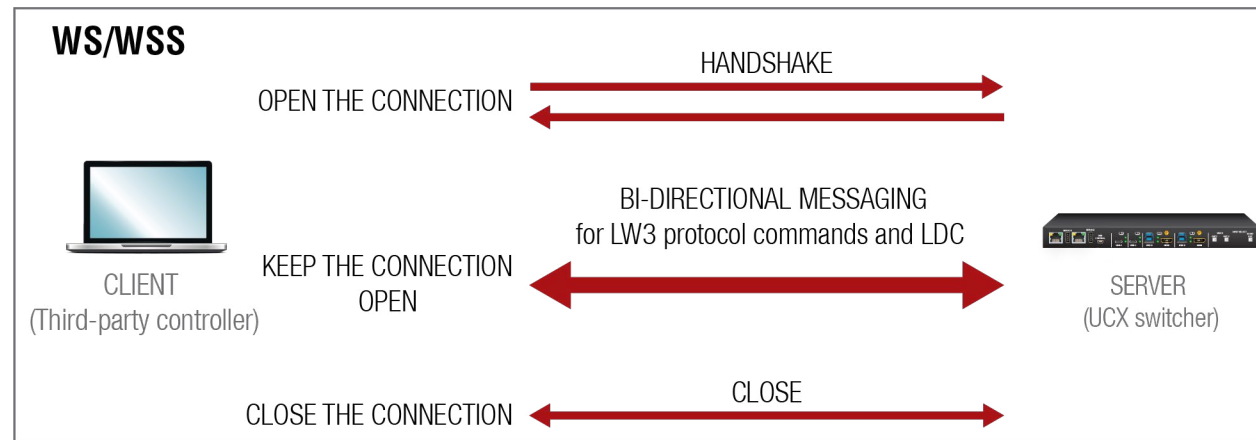 WS/WSS
HANDSHAKE
OPEN THE CONNECTION
BI-DIRECTIONAL MESSAGING
for LW3 protocol commands and LDC
KEEP THE CONNECTION
OPEN
CLIENT
(Third-party controller)
SERVER
(UCX switcher)
CLOSE
CLOSE THE CONNECTION